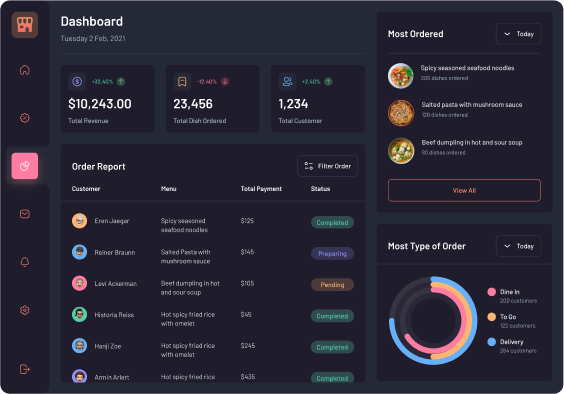 Dashboard
Tuesday 2 Feb, 2021
+32.40%
$10,243.00
Total Revenue
-12.40%
23,456
Total Dish Ordered
+2.40%
1,234
Total Customer
Order Report
Filter Order
Customer Menu Total Payment Status
Eren Jaegar Spicy seasoned $125 Completed
seafood noodles
Reiner Braunn Salted Pasta with $145 Preparing
mushroom sauce
Levi Ackerman Beef dumpling in hot $105 Pending
and sour soup
Historia Reiss Hot spicy fried rice $45 Completed
with omelet
Hanji Zoe Hot spicy fried rice $245 Completed
with omelet
Armin Arlert Hot spicy fried rice $435 Completed
Most Ordered
Today
Spicy seasoned seafood noodles
200 dishes ordered
Salted pasta with mushroom sauce
120 dishes ordered
Beef dumpling in hot and sour soup
80 dishes ordered
View All
Most Type of Order
Today
Dine In
200 customers
To Go
122 customers
Delivery
264 customers